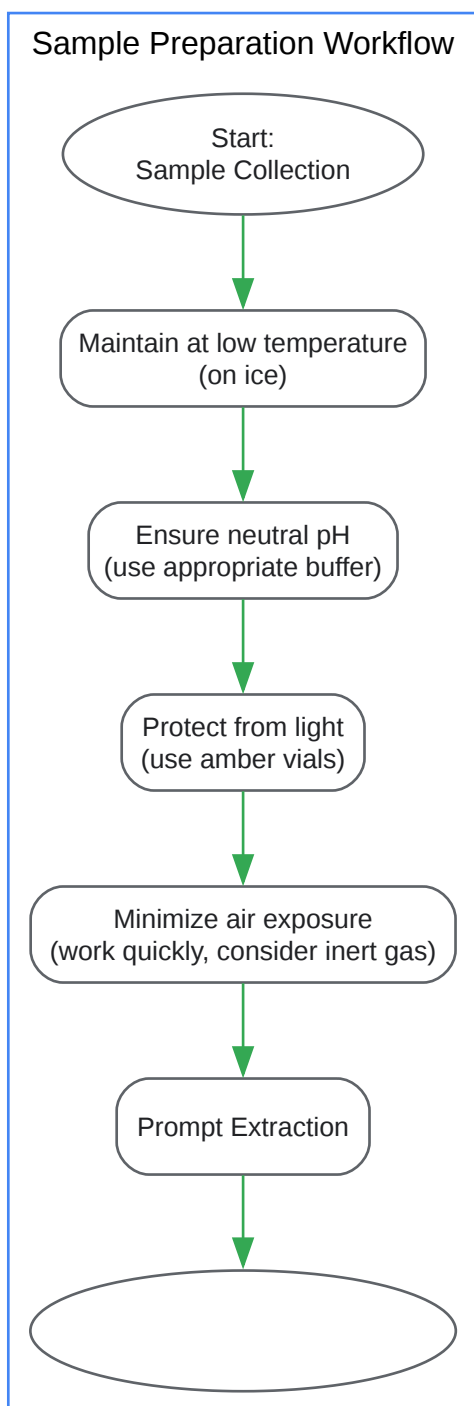 Sample Preparation Workflow
Start:
Sample Collection
Maintain at low temperature
(on ice)
Ensure neutral pH
(use appropriate buffer)
Protect from light
(use amber vials)
Minimize air exposure
(work quickly, consider inert gas)
Prompt Extraction